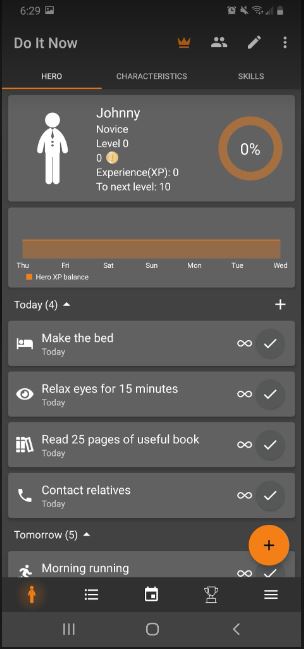 6:29
Do It Now
HERO CHARACTERISTICS SKILLS
Johnny
Novice
Level 0
0
Experience(XP): 0
To next level: 10
0%
Thu Fri Sat Sun Mon Tue Wed
Hero XP balance
Today (4)
Make the bed
Today
Relax eyes for 15 minutes
Today
Read 25 pages of useful book
Today
Contact relatives
Today
Tomorrow (5)
Morning running